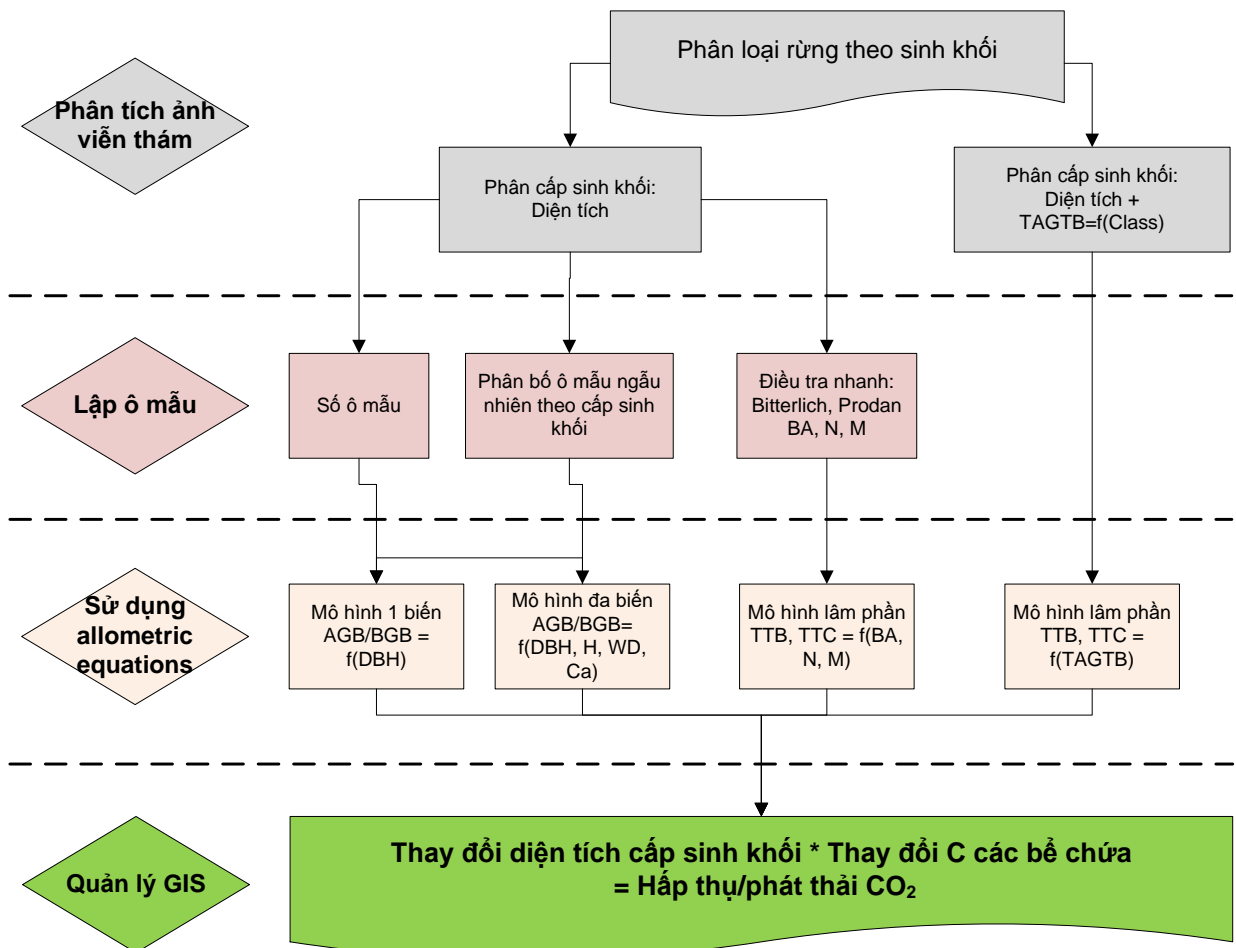 Phân loại rừng theo sinh khối
Phân tích ảnh
viễn thám
Phân cấp sinh khối:
Diện tích
Phân cấp sinh khối:
Diện tích +
TAGTB=f(Class)
Lập ô mẫu
Số ô mẫu
Phân bố ô mẫu ngẫu
nhiên theo cấp sinh
khối
Điều tra nhanh:
Bitterlich, Prodan
BA, N, M
Sử dụng
allometric
equations
Mô hình 1 biến
AGB/BGB =
f(DBH)
Mô hình đa biến
AGB/BGB=
f(DBH, H, WD,
Ca)
Mô hình lâm phần
TTB, TTC = f(BA,
N, M)
Mô hình lâm phần
TTB, TTC =
f(TAGTB)
Quản lý GIS
Thay đổi diện tích cấp sinh khối * Thay đổi C các bể chứa
= Hấp thụ/phát thải CO₂